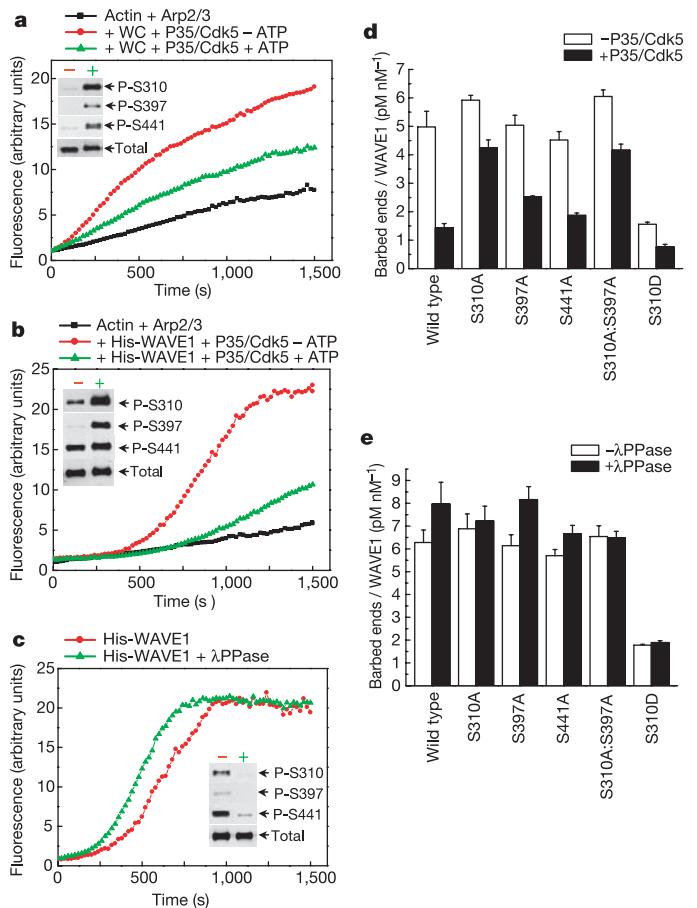 a
Actin + Arp2/3
+ WC + P35/Cdk5 − ATP
+ WC + P35/Cdk5 + ATP
Fluorescence (arbitrary units)
25
20
15
10
5
0
− +
P-S310
P-S397
P-S441
Total
500 1,000 1,500
Time (s)
b
Actin + Arp2/3
+ His-WAVE1 + P35/Cdk5 − ATP
+ His-WAVE1 + P35/Cdk5 + ATP
Fluorescence (arbitrary units)
25
20
15
10
5
0
− +
P-S310
P-S397
P-S441
Total
500 1,000 1,500
Time (s )
c
His-WAVE1
His-WAVE1 + λPPase
Fluorescence (arbitrary units)
25
20
15
10
5
0
− +
P-S310
P-S397
P-S441
Total
500 1,000 1,500
Time (s)
d
−P35/Cdk5
+P35/Cdk5
Barbed ends / WAVE1 (pM nM−1)
7
6
5
4
3
2
1
0
Wild type
S310A
S397A
S441A
S310A:S397A
S310D
e
−λPPase
+λPPase
Barbed ends / WAVE1 (pM nM−1)
9
8
7
6
5
4
3
2
1
0
Wild type
S310A
S397A
S441A
S310A:S397A
S310D